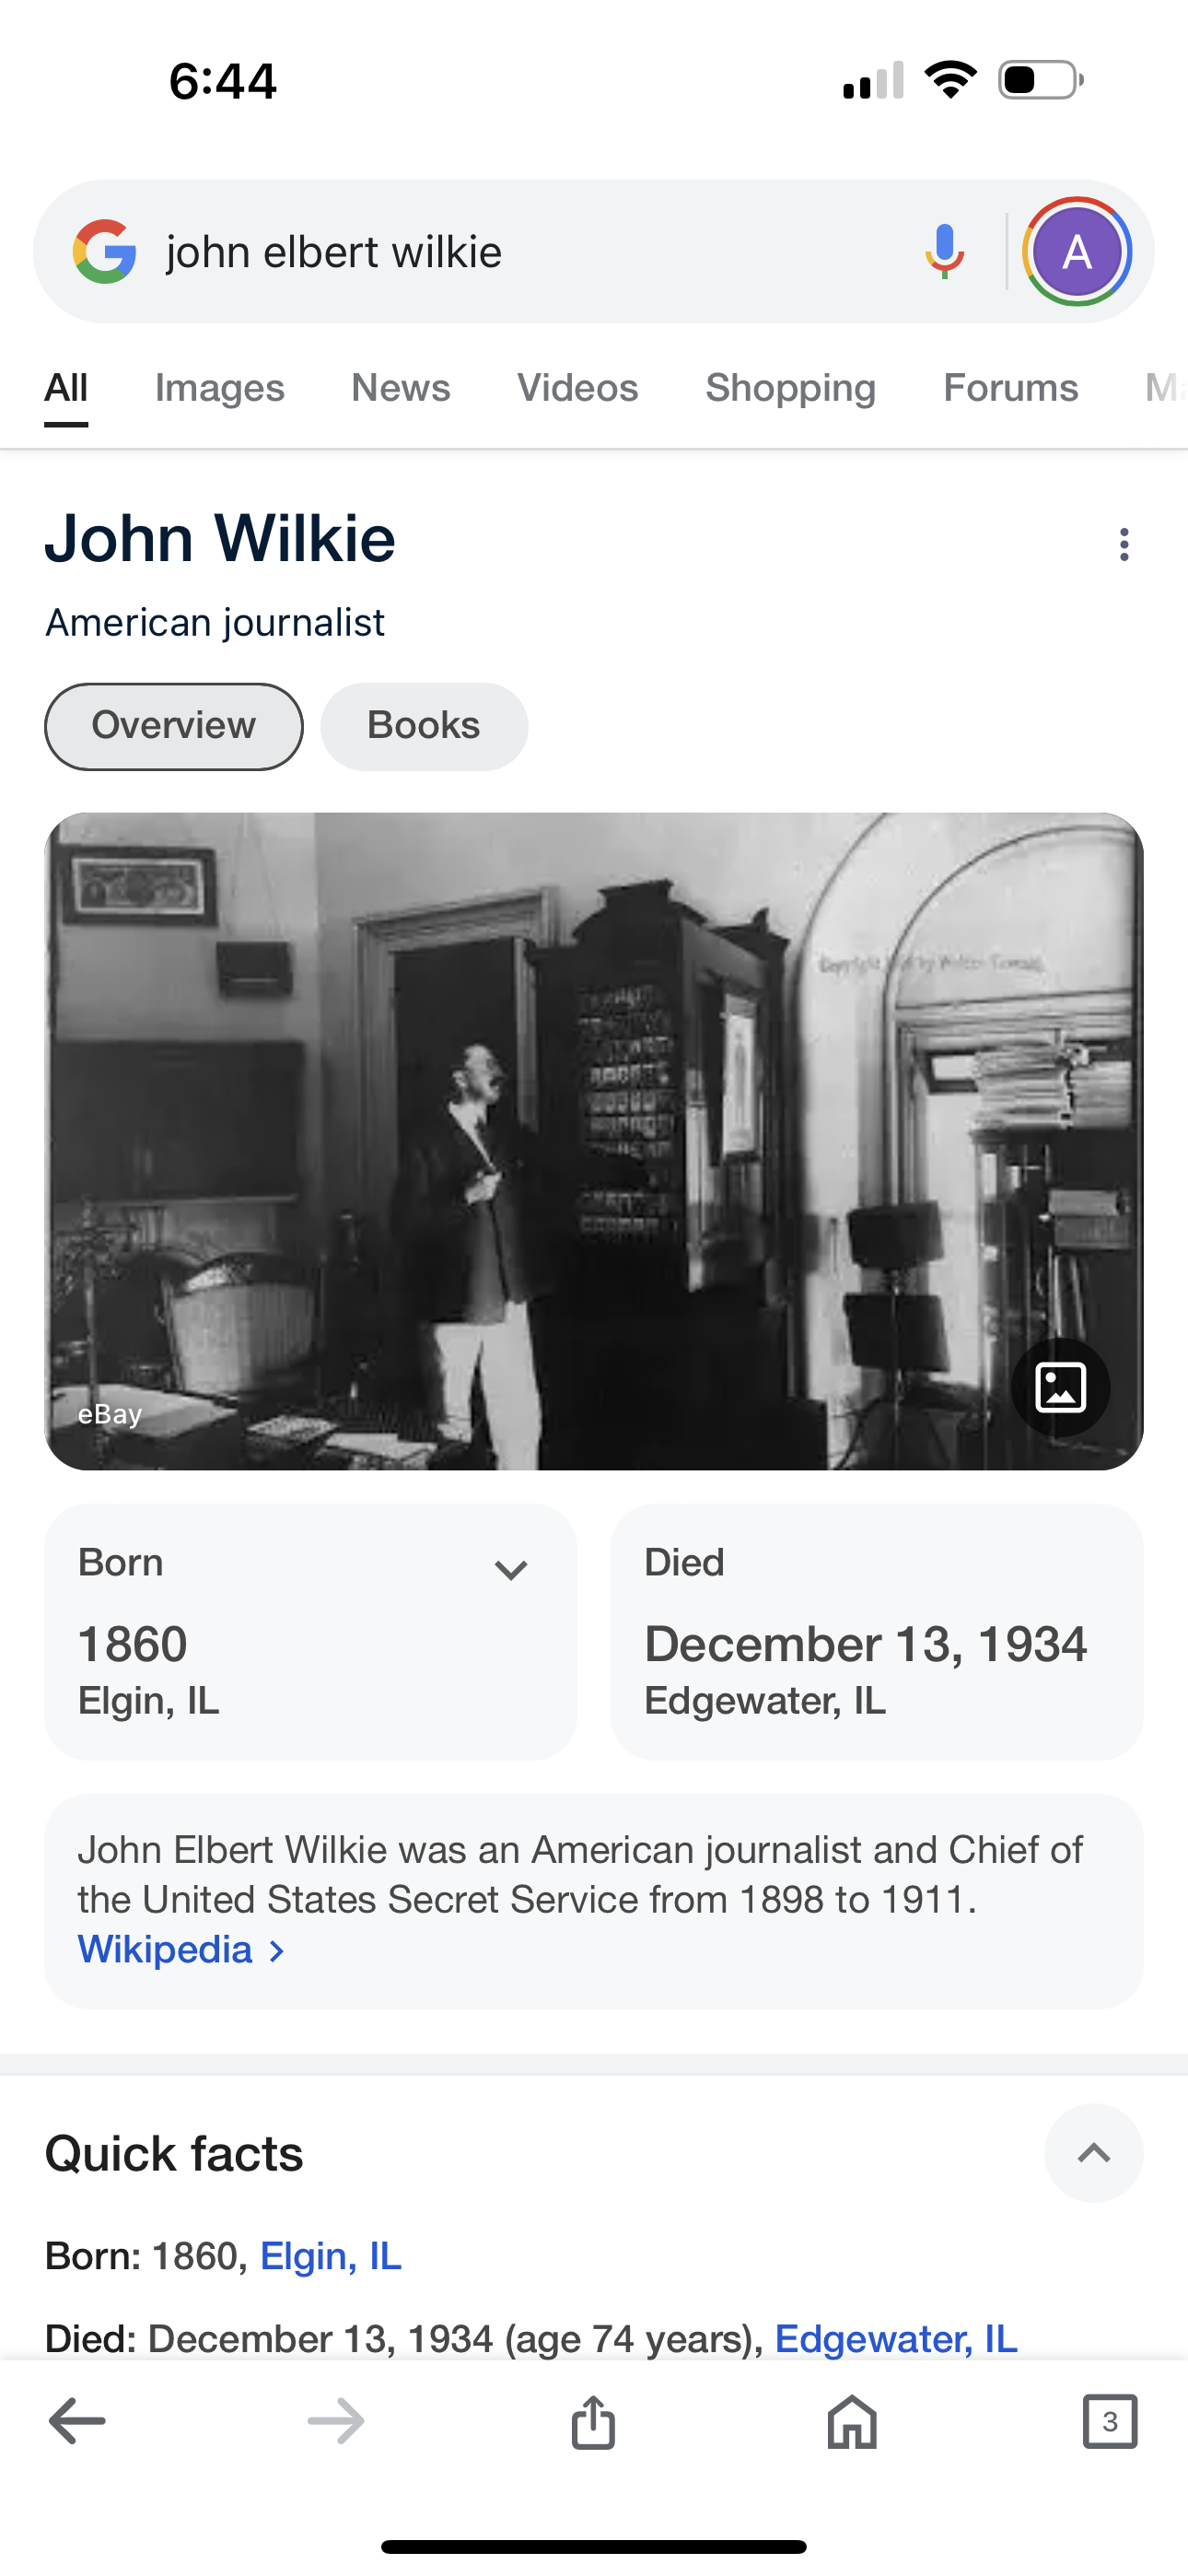 6:44
john elbert wilkie
A
All Images News Videos Shopping Forums
John Wilkie
American journalist
Overview Books
Copyright by
eBay
Born
1860
Elgin, IL
Died
December 13, 1934
Edgewater, IL
John Elbert Wilkie was an American journalist and Chief of
the United States Secret Service from 1898 to 1911.
Wikipedia
Quick facts
Born: 1860, Elgin, IL
Died: December 13, 1934 (age 74 years), Edgewater, IL
3